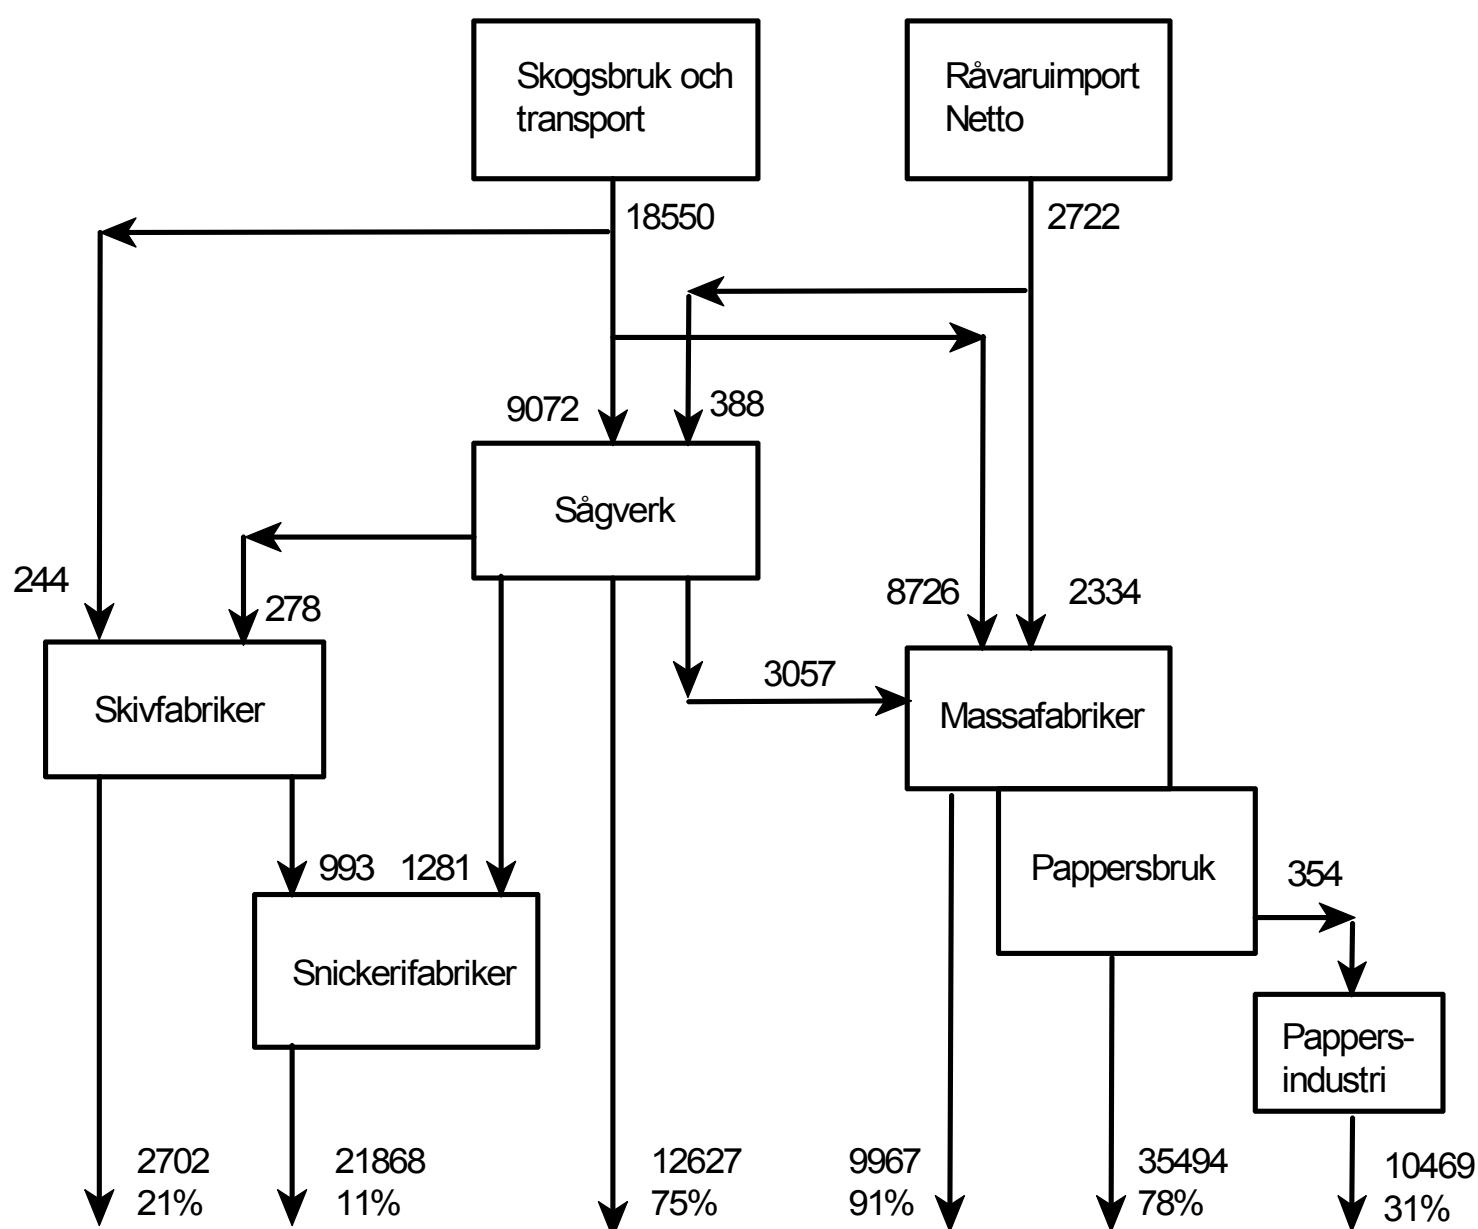 Skogsbruk och
transport
Råvaruimport
Netto
18550
2722
9072
388
Sågverk
244
278
8726
2334
3057
Skivfabriker
Massafabriker
993
1281
Pappersbruk
354
Snickerifabriker
Pappers-
industri
2702
21%
21868
11%
12627
75%
9967
91%
35494
78%
10469
31%